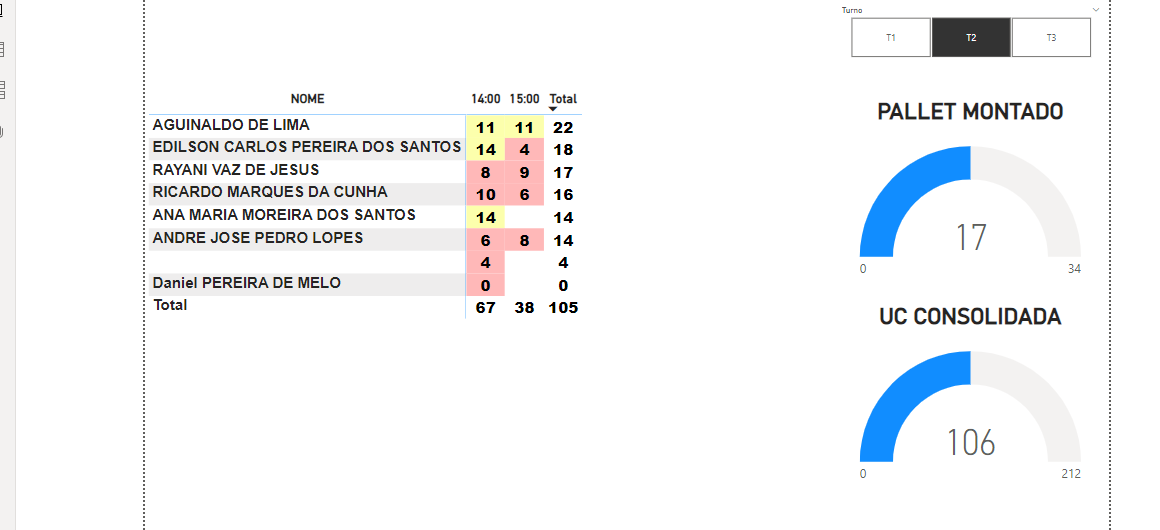 Turno
T1 T2 T3
NOME 14:00 15:00 Total
AGUINALDO DE LIMA 11 11 22
EDILSON CARLOS PEREIRA DOS SANTOS 14 4 18
RAYANI VAZ DE JESUS 8 9 17
RICARDO MARQUES DA CUNHA 10 6 16
ANA MARIA MOREIRA DOS SANTOS 14 14
ANDRE JOSE PEDRO LOPES 6 8 14
4 4
Daniel PEREIRA DE MELO 0 0
Total 67 38 105
PALLET MONTADO
17
0 34
UC CONSOLIDADA
106
0 212